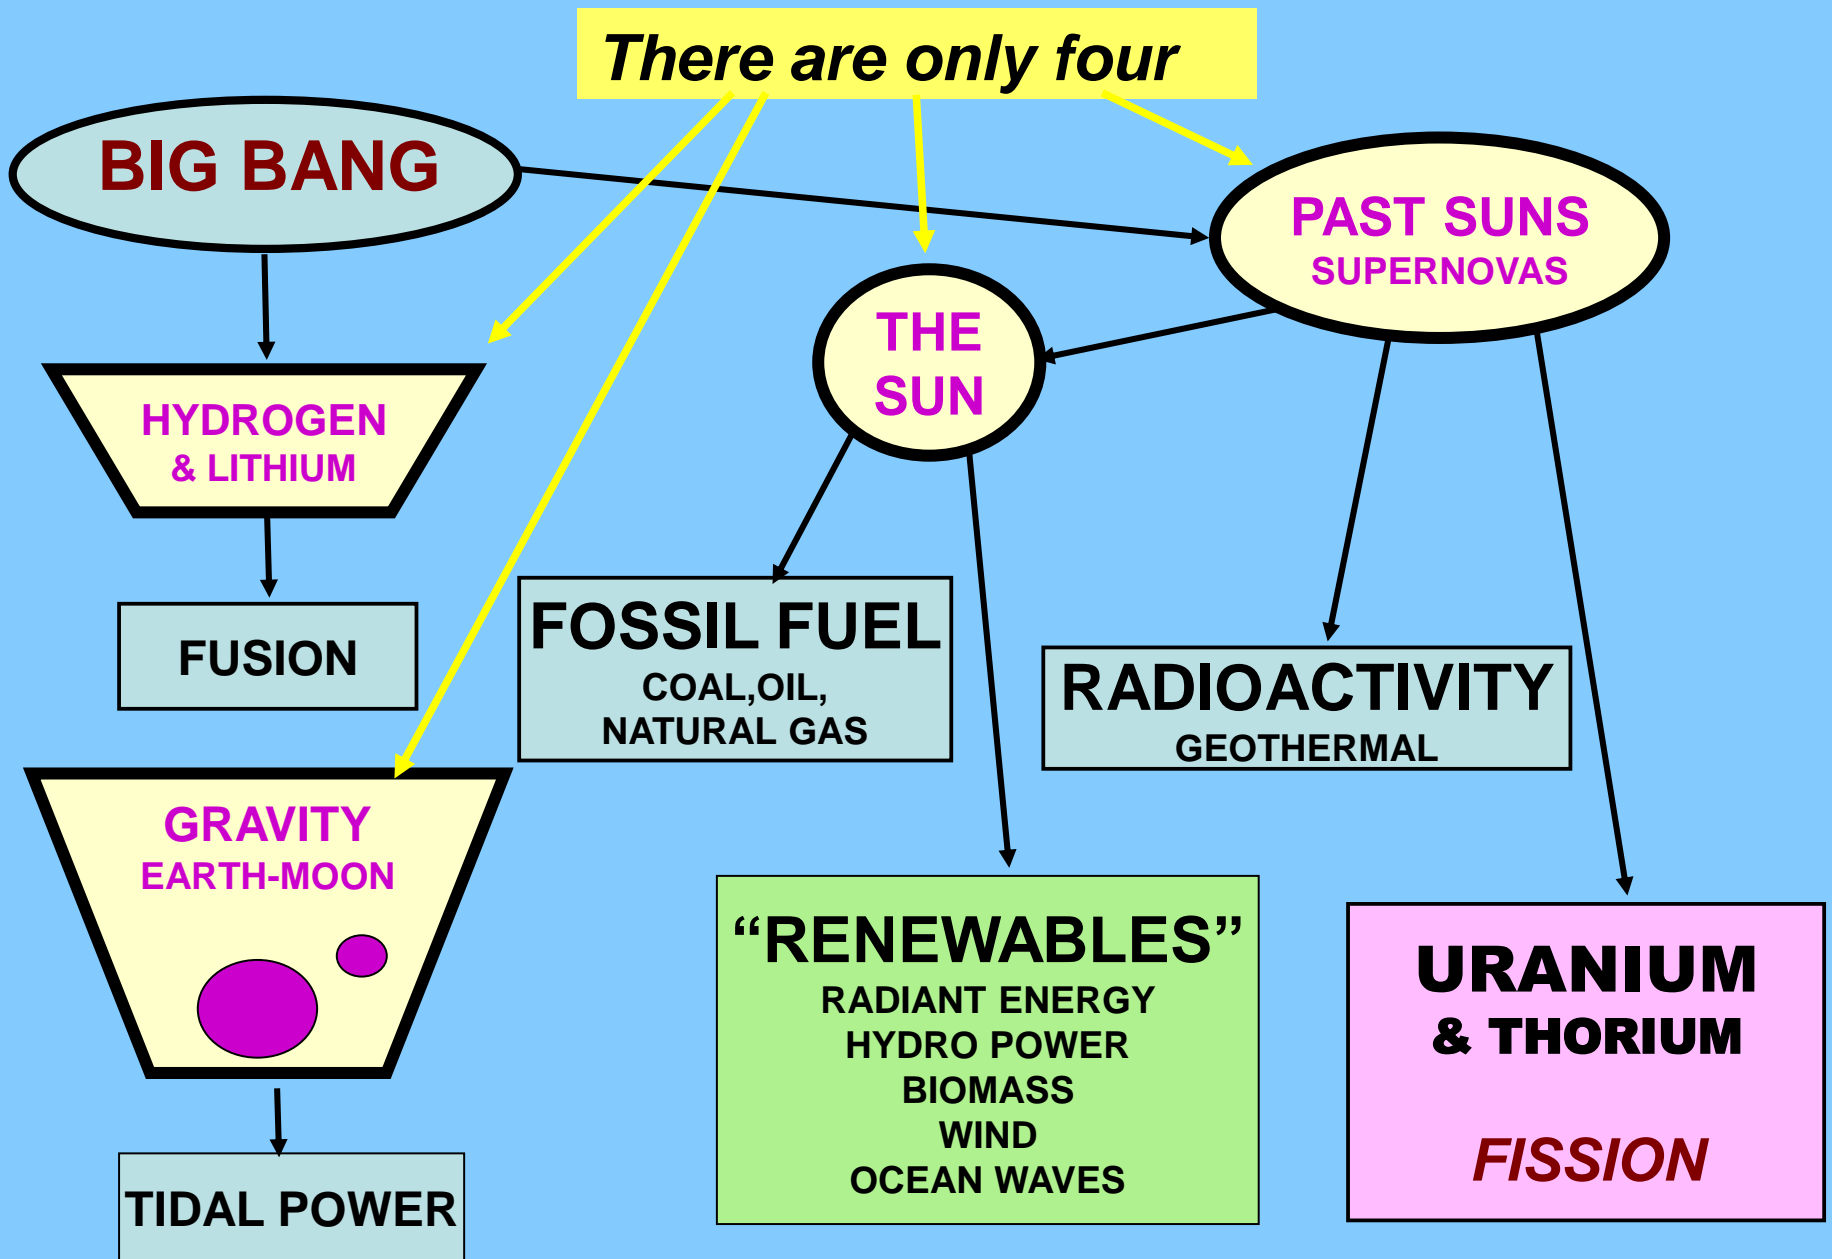 There are only four
BIG BANG
PAST SUNS
SUPERNOVAS
THE
SUN
HYDROGEN
& LITHIUM
FUSION
FOSSIL FUEL
COAL,OIL,
NATURAL GAS
RADIOACTIVITY
GEOTHERMAL
GRAVITY
EARTH-MOON
TIDAL POWER
“RENEWABLES”
RADIANT ENERGY
HYDRO POWER
BIOMASS
WIND
OCEAN WAVES
URANIUM
& THORIUM
FISSION